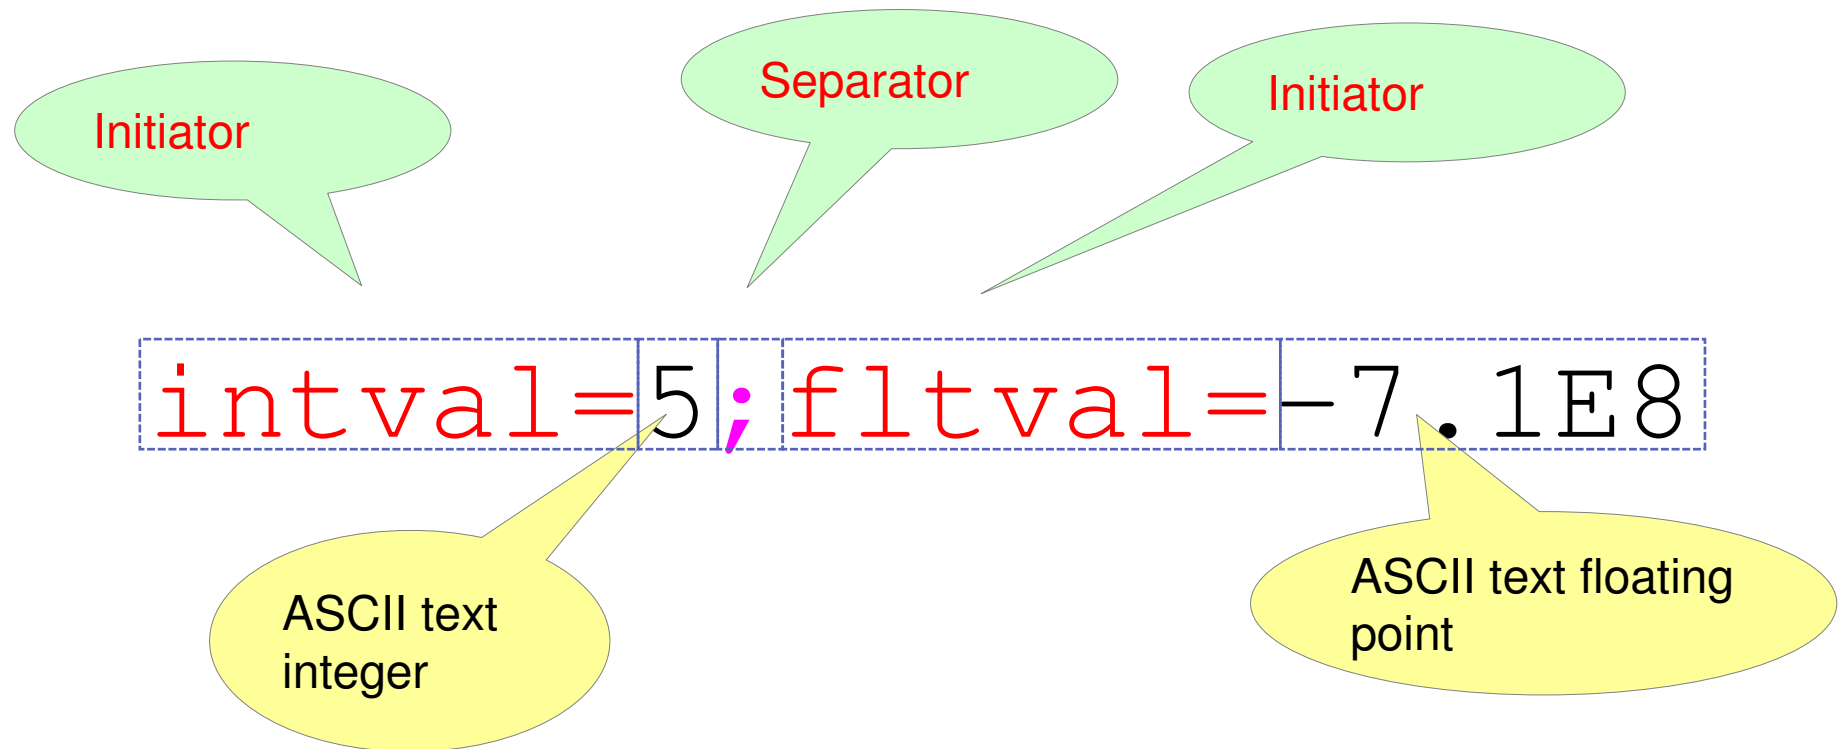 Separator
Initiator
Initiator
intval=5;fltval=-7.1E8
ASCII text
integer
ASCII text floating
point